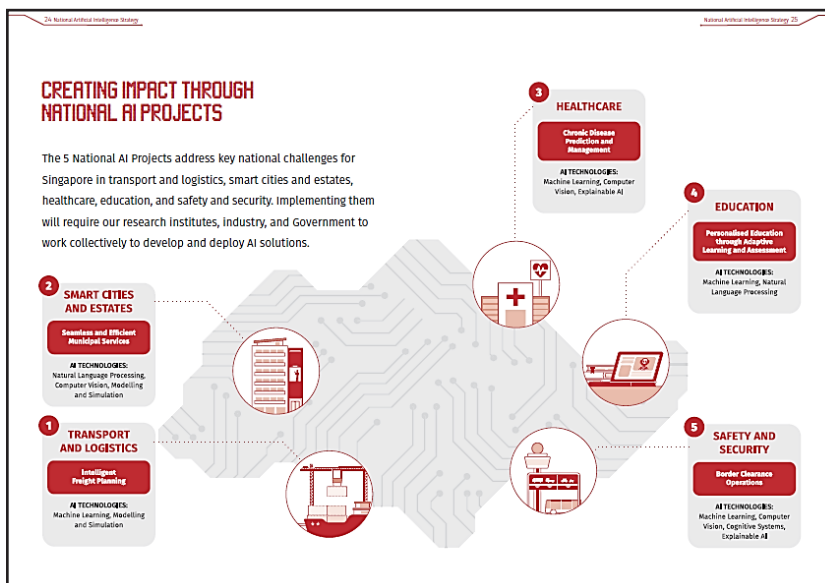 24 National Artificial Intelligence Strategy
National Artificial Intelligence Strategy 25
CREATING IMPACT THROUGH
NATIONAL AI PROJECTS
The 5 National AI Projects address key national challenges for
Singapore in transport and logistics, smart cities and estates,
healthcare, education, and safety and security. Implementing them
will require our research institutes, industry, and Government to
work collectively to develop and deploy AI solutions.
1
TRANSPORT
AND LOGISTICS
Intelligent
Freight Planning
AI TECHNOLOGIES:
Machine Learning, Modelling
and Simulation
2
SMART CITIES
AND ESTATES
Seamless and Efficient
Municipal Services
AI TECHNOLOGIES:
Natural Language Processing,
Computer Vision, Modelling
and Simulation
3
HEALTHCARE
Chronic Disease
Prediction and
Management
AI TECHNOLOGIES:
Machine Learning, Computer
Vision, Explainable AI
4
EDUCATION
Personalised Education
through Adaptive
Learning and Assessment
AI TECHNOLOGIES:
Machine Learning, Natural
Language Processing
5
SAFETY AND
SECURITY
Border Clearance
Operations
AI TECHNOLOGIES:
Machine Learning, Computer
Vision, Cognitive Systems,
Explainable AI